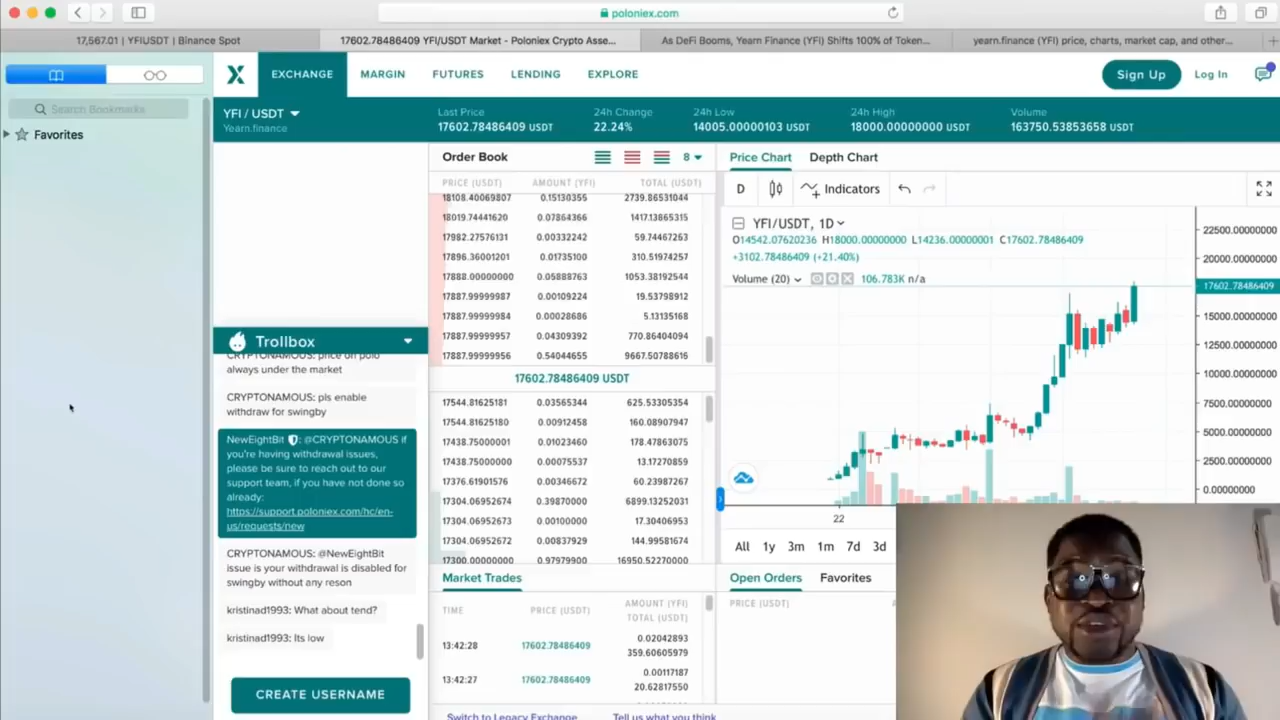 poloniex.com
17,567.01 | YFIUSDT | Binance Spot
17602.78486409 YFI/USDT Market - Poloniex Crypto Asse...
As DeFi Booms, Yearn Finance (YFI) Shifts 100% of Token...
yearn.finance (YFI) price, charts, market cap, and other...
Search Bookmarks
Favorites
EXCHANGE
MARGIN
FUTURES
LENDING
EXPLORE
Sign Up
Log In
YFI / USDT
Yearn.finance
Last Price
17602.78486409 USDT
24h Change
22.24%
24h Low
14005.00000103 USDT
24h High
18000.00000000 USDT
Volume
163750.53853658 USDT
Trollbox
CRYPTONAMOUS: price on polo
always under the market
CRYPTONAMOUS: pls enable
withdraw for swingby
NewEightBit : @CRYPTONAMOUS if
you're having withdrawal issues,
please be sure to reach out to our
support team, if you have not done so
already:
https://support.poloniex.com/hc/en-
us/requests/new
CRYPTONAMOUS: @NewEightBit
issue is your withdrawal is disabled for
swingby without any reson
kristinad1993: What about tend?
kristinad1993: Its low
CREATE USERNAME
Order Book
8
PRICE (USDT) AMOUNT (YFI) TOTAL (USDT)
18108.40069807 0.15130355 2739.86531044
18019.74441620 0.07864366 1417.13865315
17982.27576131 0.00332242 59.74467263
17896.36001201 0.01735100 310.51974257
17888.00000000 0.05888763 1053.38192544
17887.99999987 0.00109224 19.53798912
17887.99999984 0.00028686 5.13135168
17887.99999957 0.04309392 770.86404094
17887.99999956 0.54044655 9667.50788616
17602.78486409 USDT
17544.81625181 0.03565344 625.53305354
17544.81625180 0.00912458 160.08907947
17438.75000001 0.01023460 178.47863075
17438.75000000 0.00075537 13.17270859
17376.61901576 0.00346672 60.23987267
17304.06952674 0.39870000 6899.13252031
17304.06952673 0.00100000 17.30406953
17304.06952672 0.00837929 144.99581674
17300.00000000 0.97979900 16950.52270000
Market Trades
TIME PRICE (USDT) AMOUNT (YFI)
TOTAL (USDT)
13:42:28 17602.78486409 0.02042893
359.60605979
13:42:27 17602.78486409 0.00117187
20.62817550
Switch to Legacy Exchange
Tell us what you think
Price Chart
Depth Chart
D
Indicators
YFI/USDT, 1D
O14542.07620236 H18000.00000000 L14236.00000001 C17602.78486409
+3102.78486409 (+21.40%)
Volume (20) 106.783K n/a
22500.00000000
20000.00000000
17602.78486409
15000.00000000
12500.00000000
10000.00000000
7500.00000000
5000.00000000
2500.00000000
0.00000000
22
All 1y 3m 1m 7d 3d
Open Orders
Favorites
PRICE (USDT)